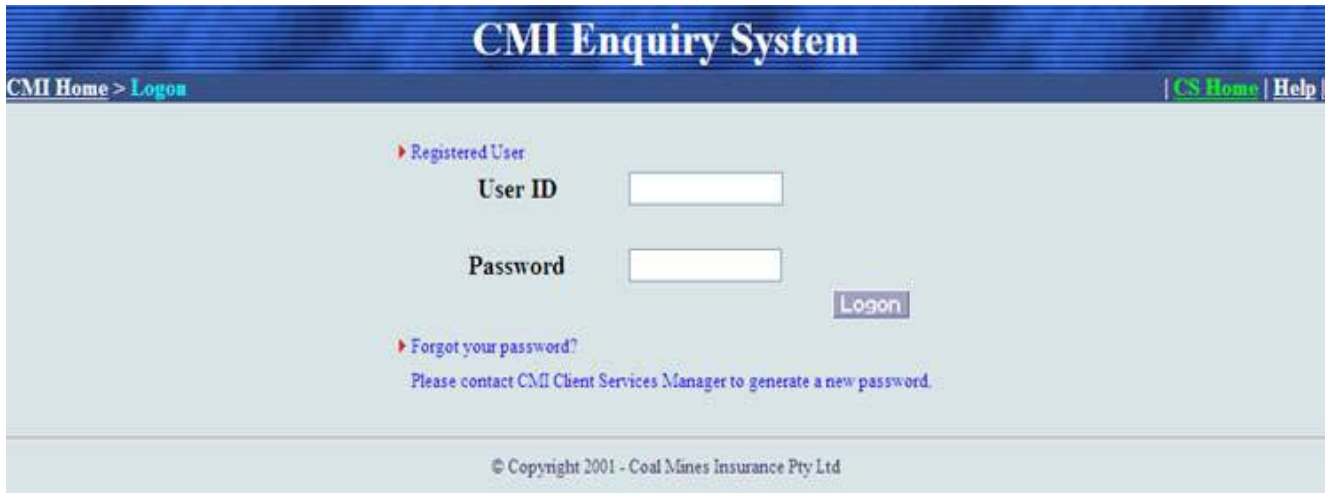 CMI Enquiry System
CMI Home > Logon | CS Home | Help |
Registered User
User ID
Password
Logon
Forgot your password?
Please contact CMI Client Services Manager to generate a new password.
© Copyright 2001 - Coal Mines Insurance Pty Ltd